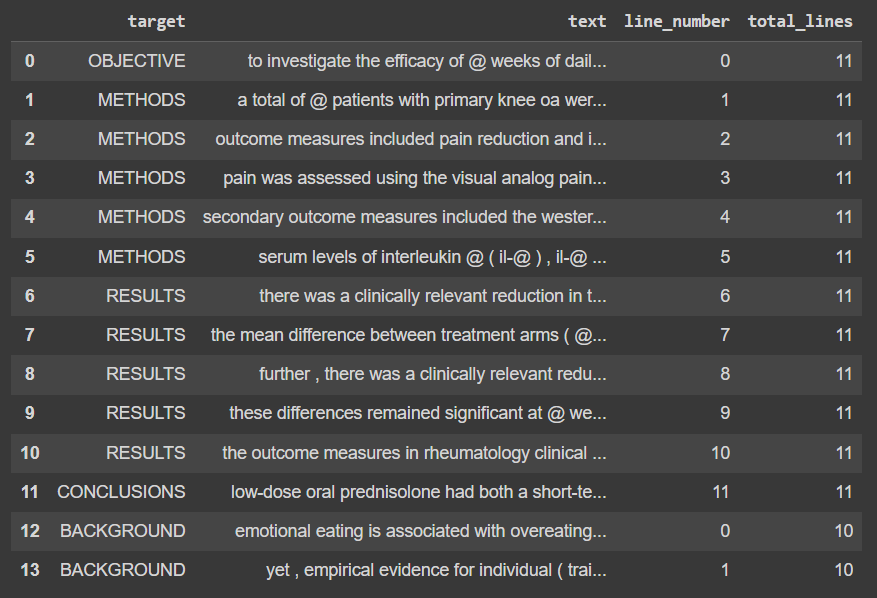 target text line_number total_lines
0 OBJECTIVE to investigate the efficacy of @ weeks of dail... 0 11
1 METHODS a total of @ patients with primary knee oa wer... 1 11
2 METHODS outcome measures included pain reduction and i... 2 11
3 METHODS pain was assessed using the visual analog pain... 3 11
4 METHODS secondary outcome measures included the wester... 4 11
5 METHODS serum levels of interleukin @ ( il-@ ) , il-@ ... 5 11
6 RESULTS there was a clinically relevant reduction in t... 6 11
7 RESULTS the mean difference between treatment arms ( @... 7 11
8 RESULTS further , there was a clinically relevant redu... 8 11
9 RESULTS these differences remained significant at @ we... 9 11
10 RESULTS the outcome measures in rheumatology clinical ... 10 11
11 CONCLUSIONS low-dose oral prednisolone had both a short-te... 11 11
12 BACKGROUND emotional eating is associated with overeating... 0 10
13 BACKGROUND yet , empirical evidence for individual ( trai... 1 10